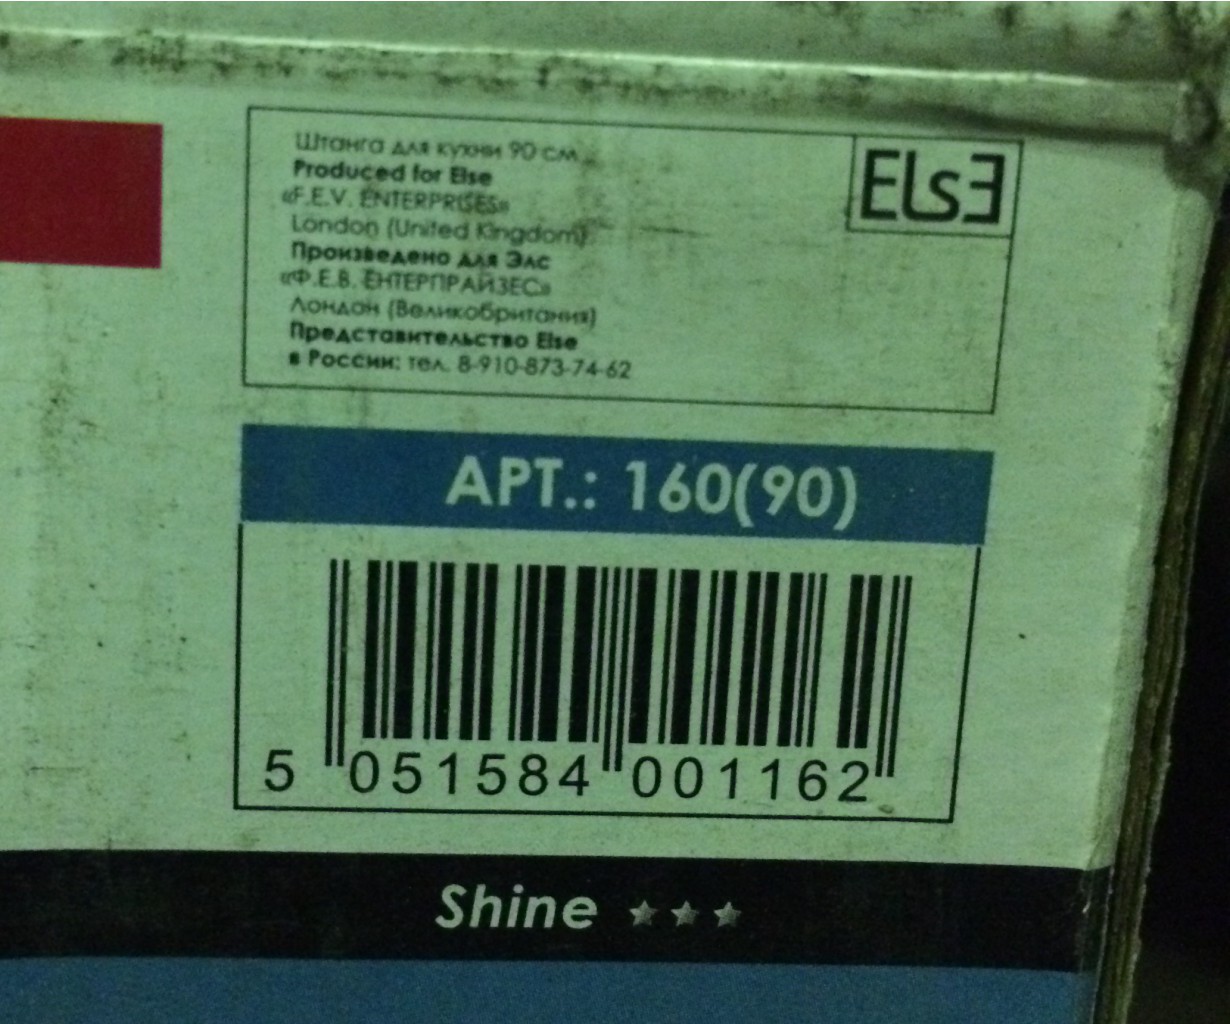 Штанга для кухни 90 см
Produced for Else
«F.E.V. ENTERPRISES»
London (United Kingdom)
Произведено для Элс
«Ф.Е.В. ЕНТЕРПРАЙЗЕС»
Лондон (Великобритания)
Представительство Else
в России: тел. 8-910-873-74-62
ElsE
АРТ.: 160(90)
5 051584 001162
Shine ★★★